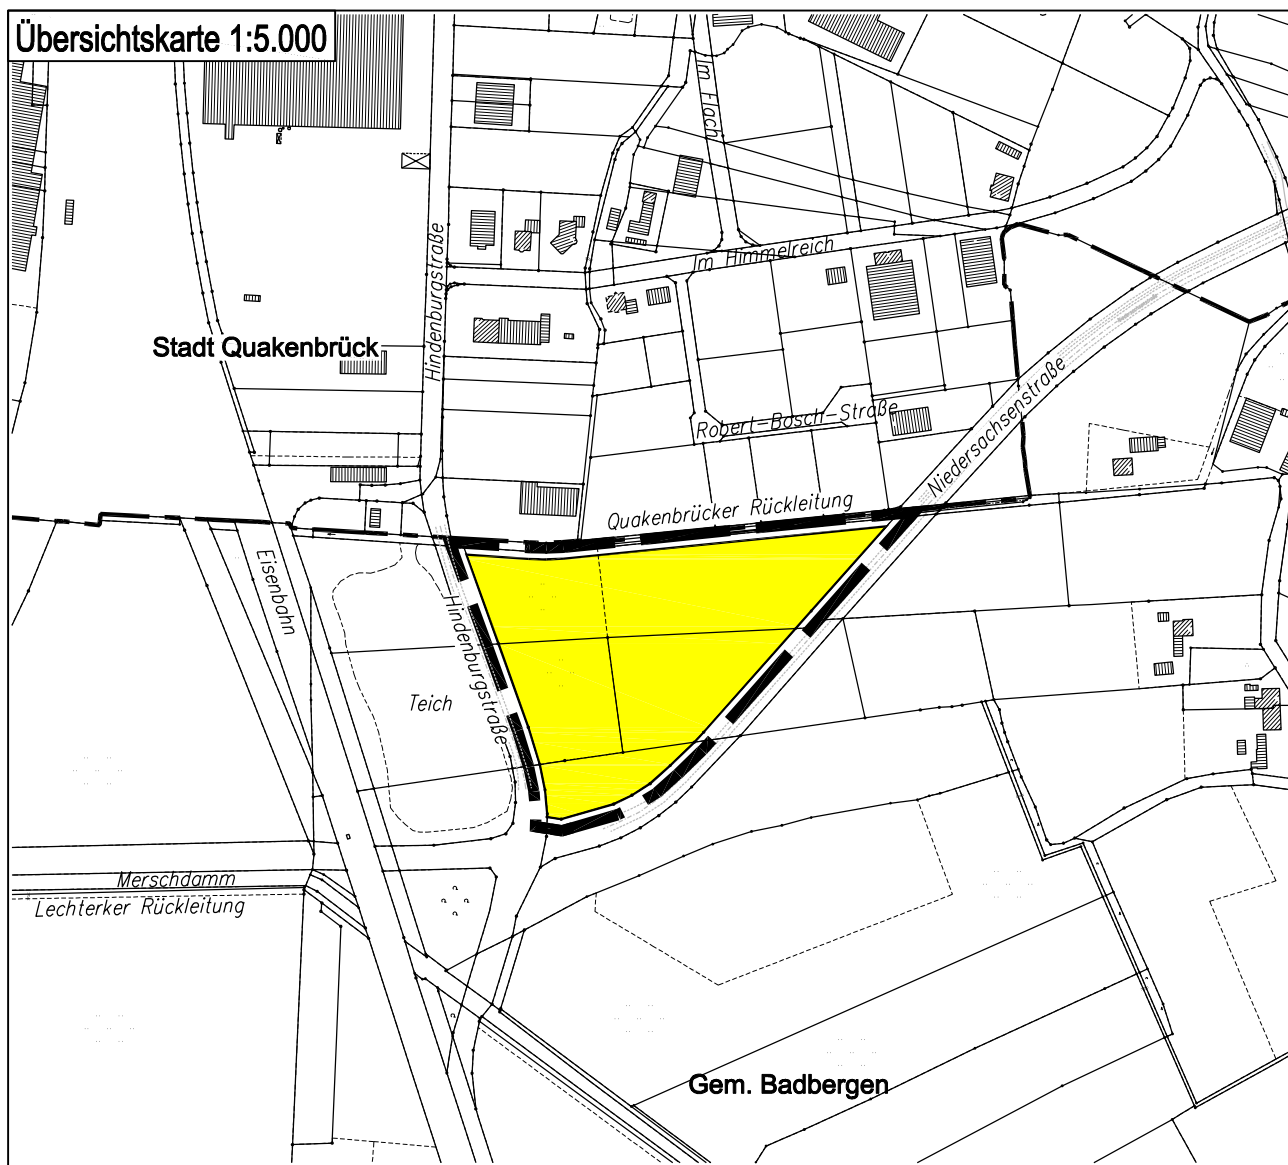 Übersichtskarte 1:5.000
Im Flach
Hindenburgstraße
Im Himmelreich
Stadt Quakenbrück
Niedersachsenstraße
Robert-Bosch-Straße
Quakenbrücker Rückleitung
Eisenbahn
Hindenburgstraße
Teich
Merschdamm
Lechterker Rückleitung
Gem. Badbergen